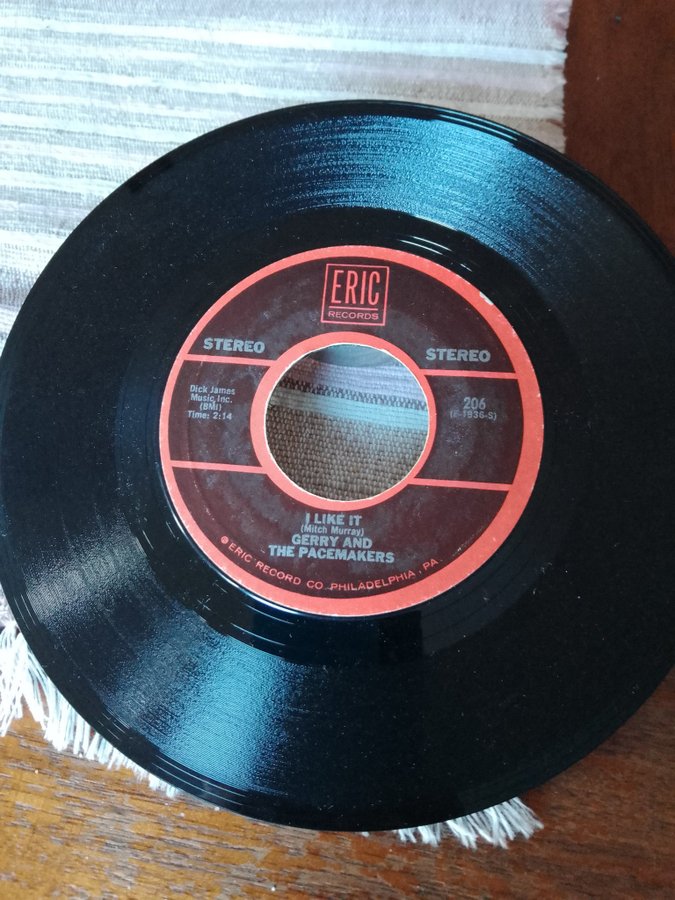 ERIC
RECORDS
STEREO
STEREO
Dick James
Music Inc.
(BMI)
Time: 2:14
206
(E-1936-S)
I LIKE IT
(Mitch Murray)
GERRY AND
THE PACEMAKERS
℗ ERIC RECORD CO. PHILADELPHIA, PA.